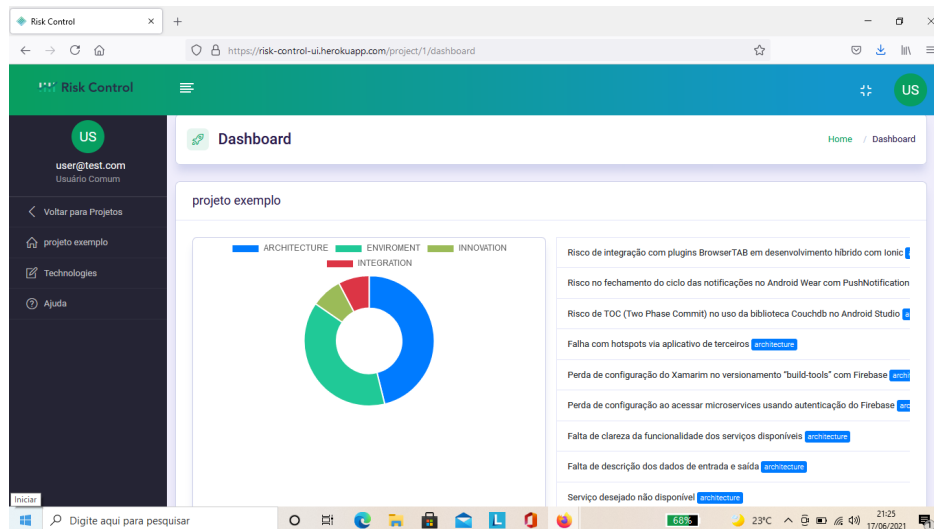 Risk Control
https://risk-control-ui.herokuapp.com/project/1/dashboard
Risk Control
US
US
user@test.com
Usuário Comum
Voltar para Projetos
projeto exemplo
Technologies
Ajuda
Dashboard
Home / Dashboard
projeto exemplo
ARCHITECTURE ENVIROMENT INNOVATION
INTEGRATION
Risco de integração com plugins BrowserTAB em desenvolvimento híbrido com Ionic
Risco no fechamento do ciclo das notificações no Android Wear com PushNotification
Risco de TOC (Two Phase Commit) no uso da biblioteca Couchdb no Android Studio
Falha com hotspots via aplicativo de terceiros architecture
Perda de configuração do Xamarim no versionamento "build-tools" com Firebase
Perda de configuração ao acessar microservices usando autenticação do Firebase
Falta de clareza da funcionalidade dos serviços disponíveis architecture
Falta de descrição dos dados de entrada e saída architecture
Serviço desejado não disponível architecture
Iniciar
Digite aqui para pesquisar
68%
23°C
21:25
17/06/2021